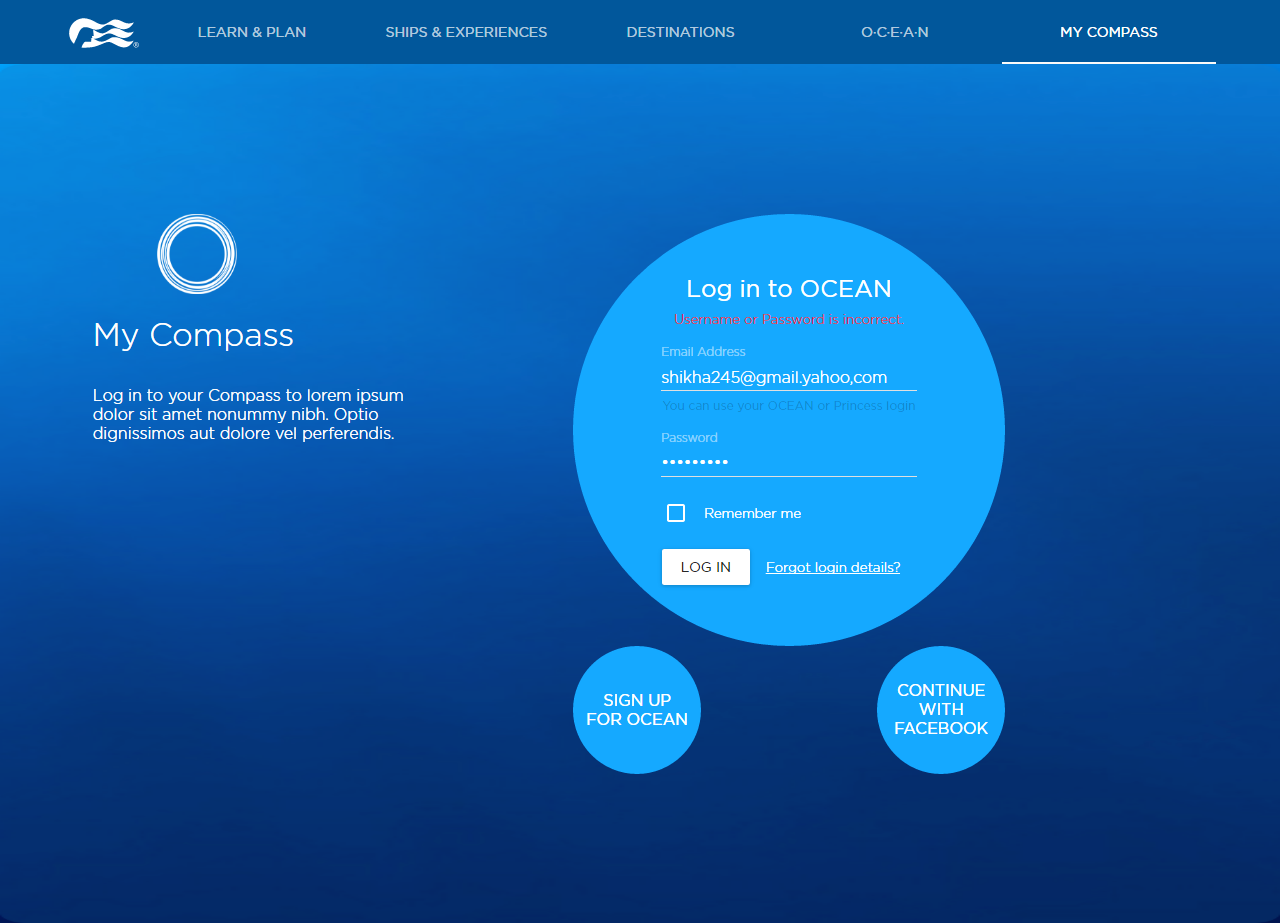 LEARN & PLAN
SHIPS & EXPERIENCES
DESTINATIONS
O·C·E·A·N
MY COMPASS
®
My Compass
Log in to your Compass to lorem ipsum
dolor sit amet nonummy nibh. Optio
dignissimos aut dolore vel perferendis.
Log in to OCEAN
Username or Password is incorrect
Email Address
shikha245@gmail.yahoo,com
You can use your OCEAN or Princess login
Password
•••••••••
Remember me
LOG IN
Forgot login details?
SIGN UP
FOR OCEAN
CONTINUE
WITH
FACEBOOK